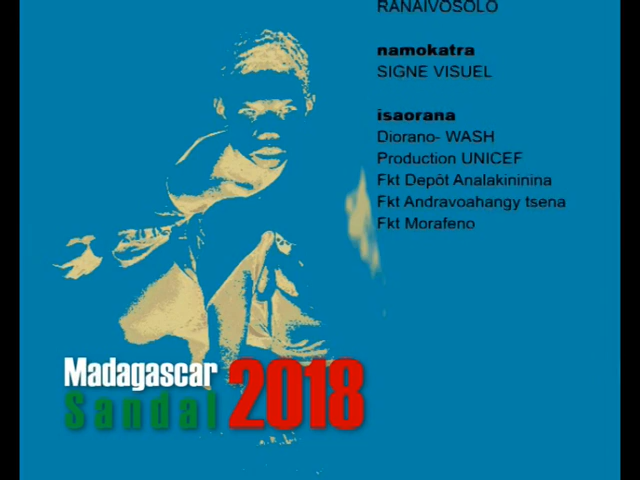 RANAIVOSOLO
namokatra
SIGNE VISUEL
isaorana
Diorano- WASH
Production UNICEF
Fkt Depôt Analakininina
Fkt Andravoahangy tsena
Fkt Morafeno
Madagascar
Sandal
2018